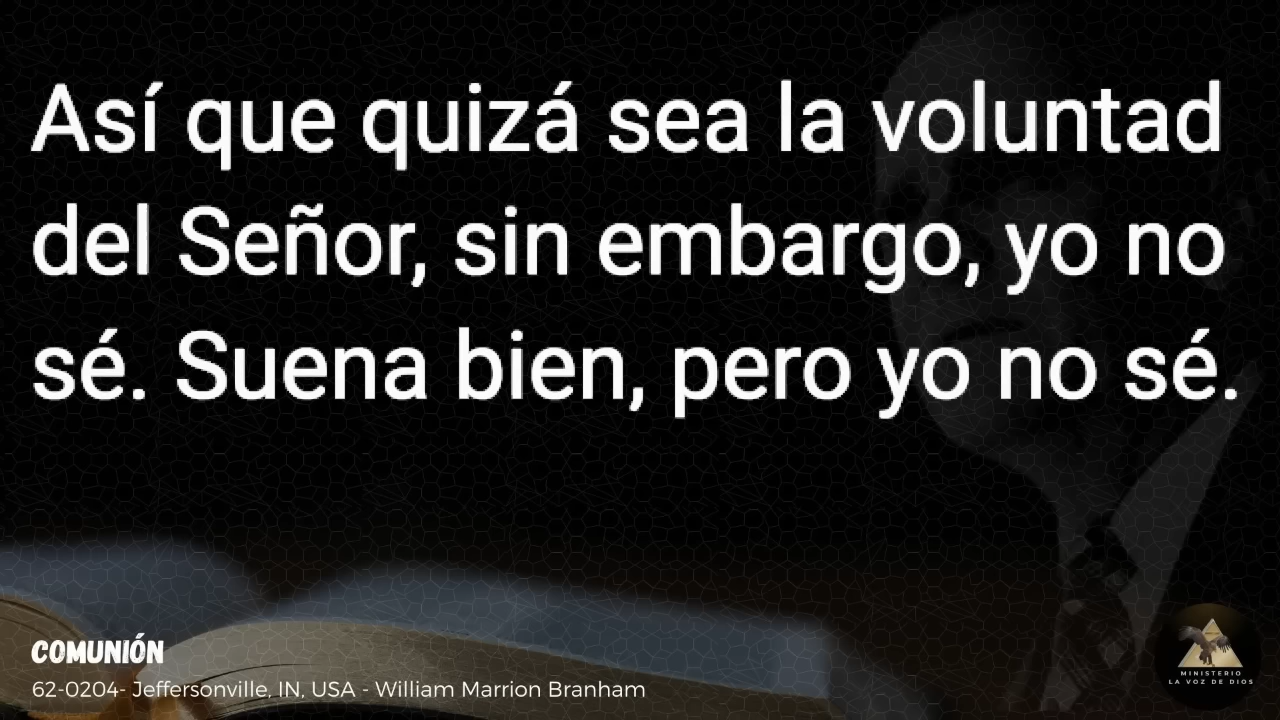 Así que quizá sea la voluntad
del Señor, sin embargo, yo no
sé. Suena bien, pero yo no sé.
COMUNIÓN
62-0204- Jeffersonville, IN, USA - William Marrion Branham
MINISTERIO
LA VOZ DE DIOS